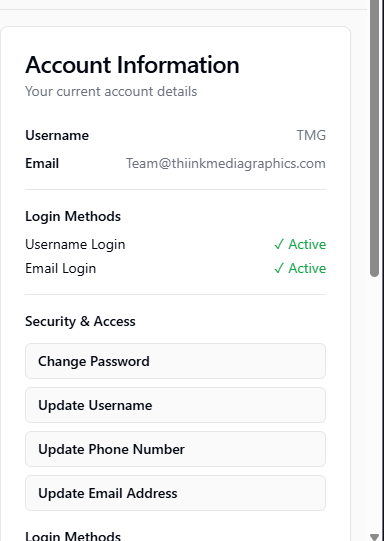 Account Information
Your current account details
Username TMG
Email Team@thiinkmediagraphics.com
Login Methods
Username Login ✓ Active
Email Login ✓ Active
Security & Access
Change Password
Update Username
Update Phone Number
Update Email Address
Login Methods